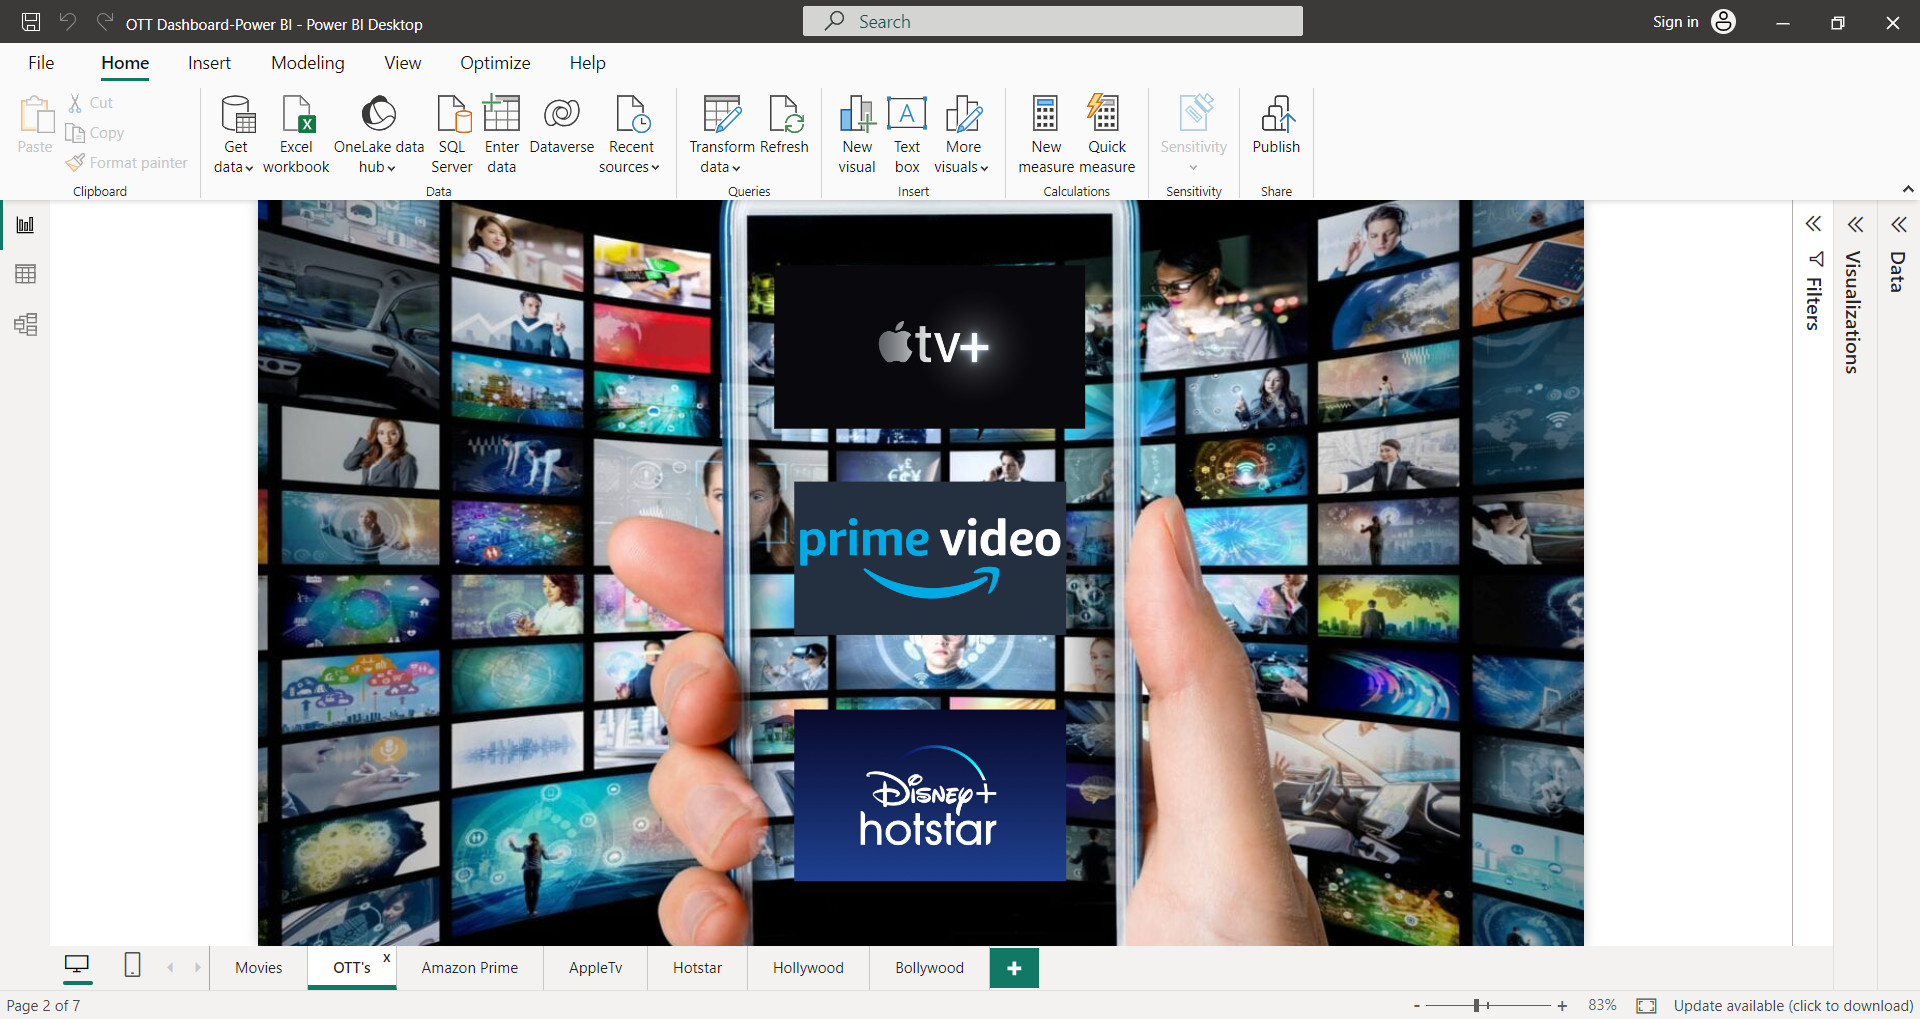 OTT Dashboard-Power BI - Power BI Desktop
Search
Sign in
File Home Insert Modeling View Optimize Help
Paste
Cut
Copy
Format painter
Clipboard
Get data
Excel workbook
OneLake data hub
SQL Server
Enter data
Dataverse
Recent sources
Data
Transform data
Refresh
Queries
New visual
Text box
More visuals
Insert
New measure
Quick measure
Calculations
Sensitivity
Sensitivity
Publish
Share
Filters
Visualizations
Data
tv+
prime video
Disney+
hotstar
Movies OTT's x Amazon Prime AppleTv Hotstar Hollywood Bollywood +
Page 2 of 7
- + 83% Update available (click to download)